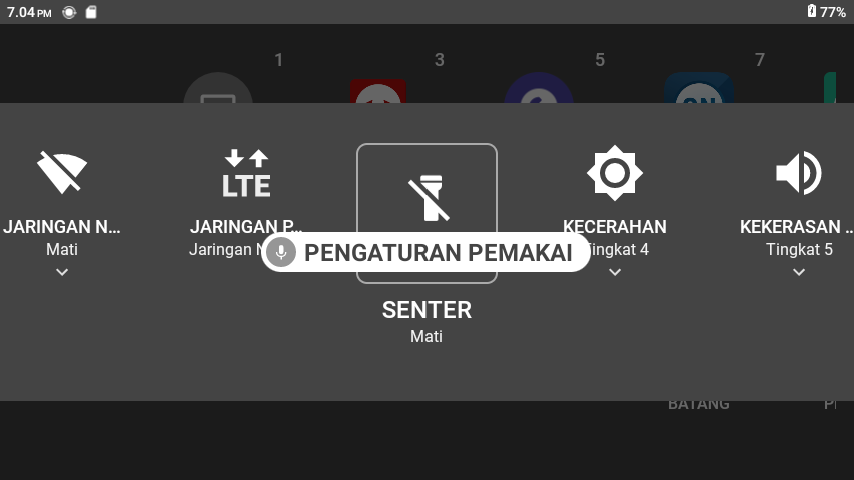 7.04 PM
77%
1 3 5 7
JARINGAN N...
Mati
LTE
JARINGAN P...
Jaringan N
SENTER
Mati
KECERAHAN
ingkat 4
KEKERASAN ...
Tingkat 5
PENGATURAN PEMAKAI
BATANG